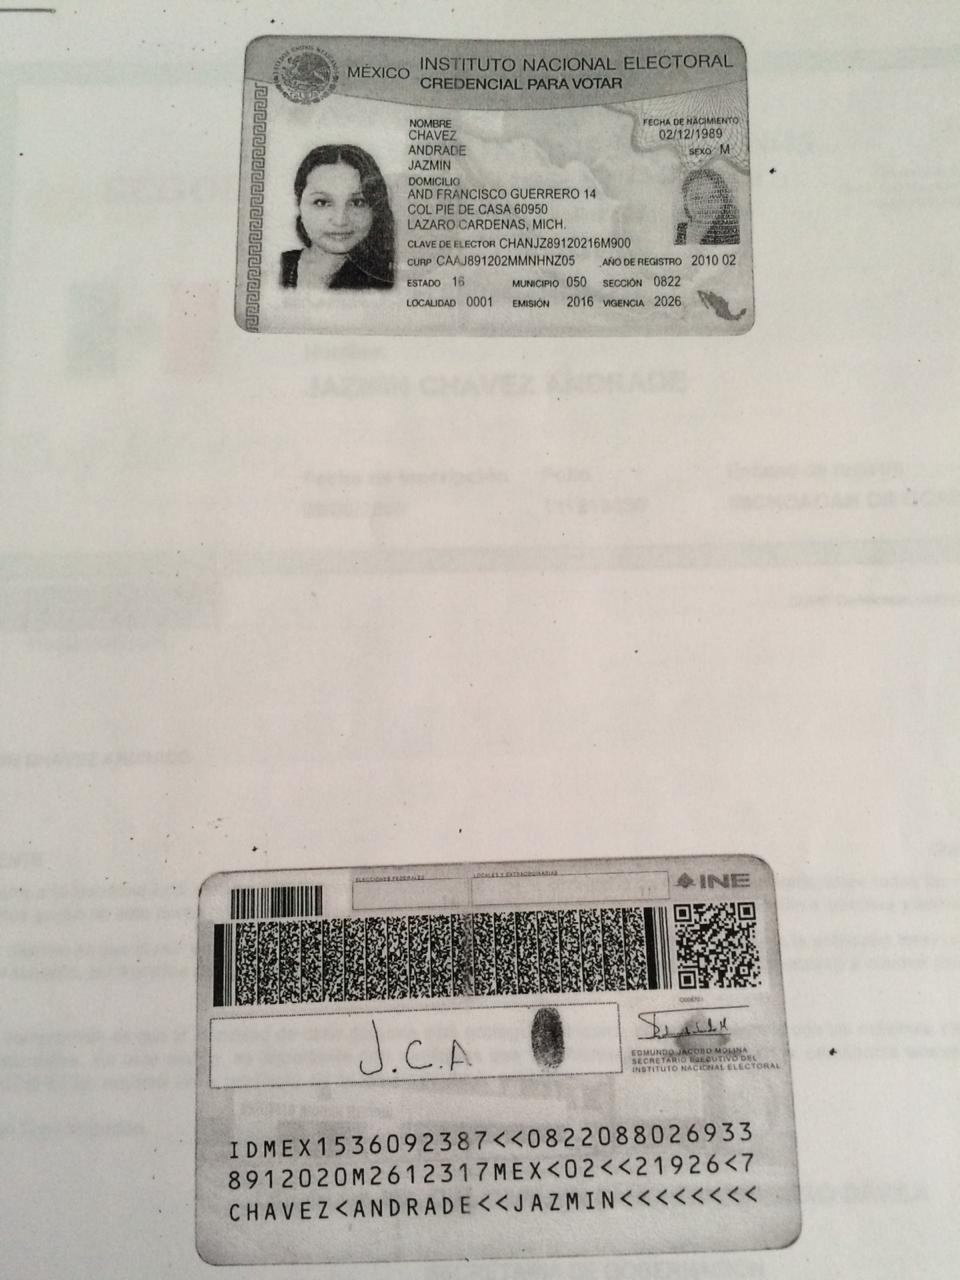 MÉXICO INSTITUTO NACIONAL ELECTORAL
CREDENCIAL PARA VOTAR
NOMBRE
CHAVEZ
ANDRADE
JAZMIN
DOMICILIO
AND FRANCISCO GUERRERO 14
COL PIE DE CASA 60950
LAZARO CARDENAS, MICH.
FECHA DE NACIMIENTO
02/12/1989
SEXO M
CLAVE DE ELECTOR CHANJZ89120216M900
CURP CAAJ891202MMNHNZ05 AÑO DE REGISTRO 2010 02
ESTADO 16 MUNICIPIO 050 SECCIÓN 0822
LOCALIDAD 0001 EMISIÓN 2016 VIGENCIA 2026
JAZMIN CHAVEZ ANDRADE
ELECCIONES FEDERALES LOCALES Y EXTRAORDINARIAS
INE
J.C.A
EDMUNDO JACOBO MOLINA
SECRETARIO EJECUTIVO DEL
INSTITUTO NACIONAL ELECTORAL
IDMEX1536092387<<0822088026933
8912020M2612317MEX<02<<21926<7
CHAVEZ<ANDRADE<<JAZMIN<<<<<<<<